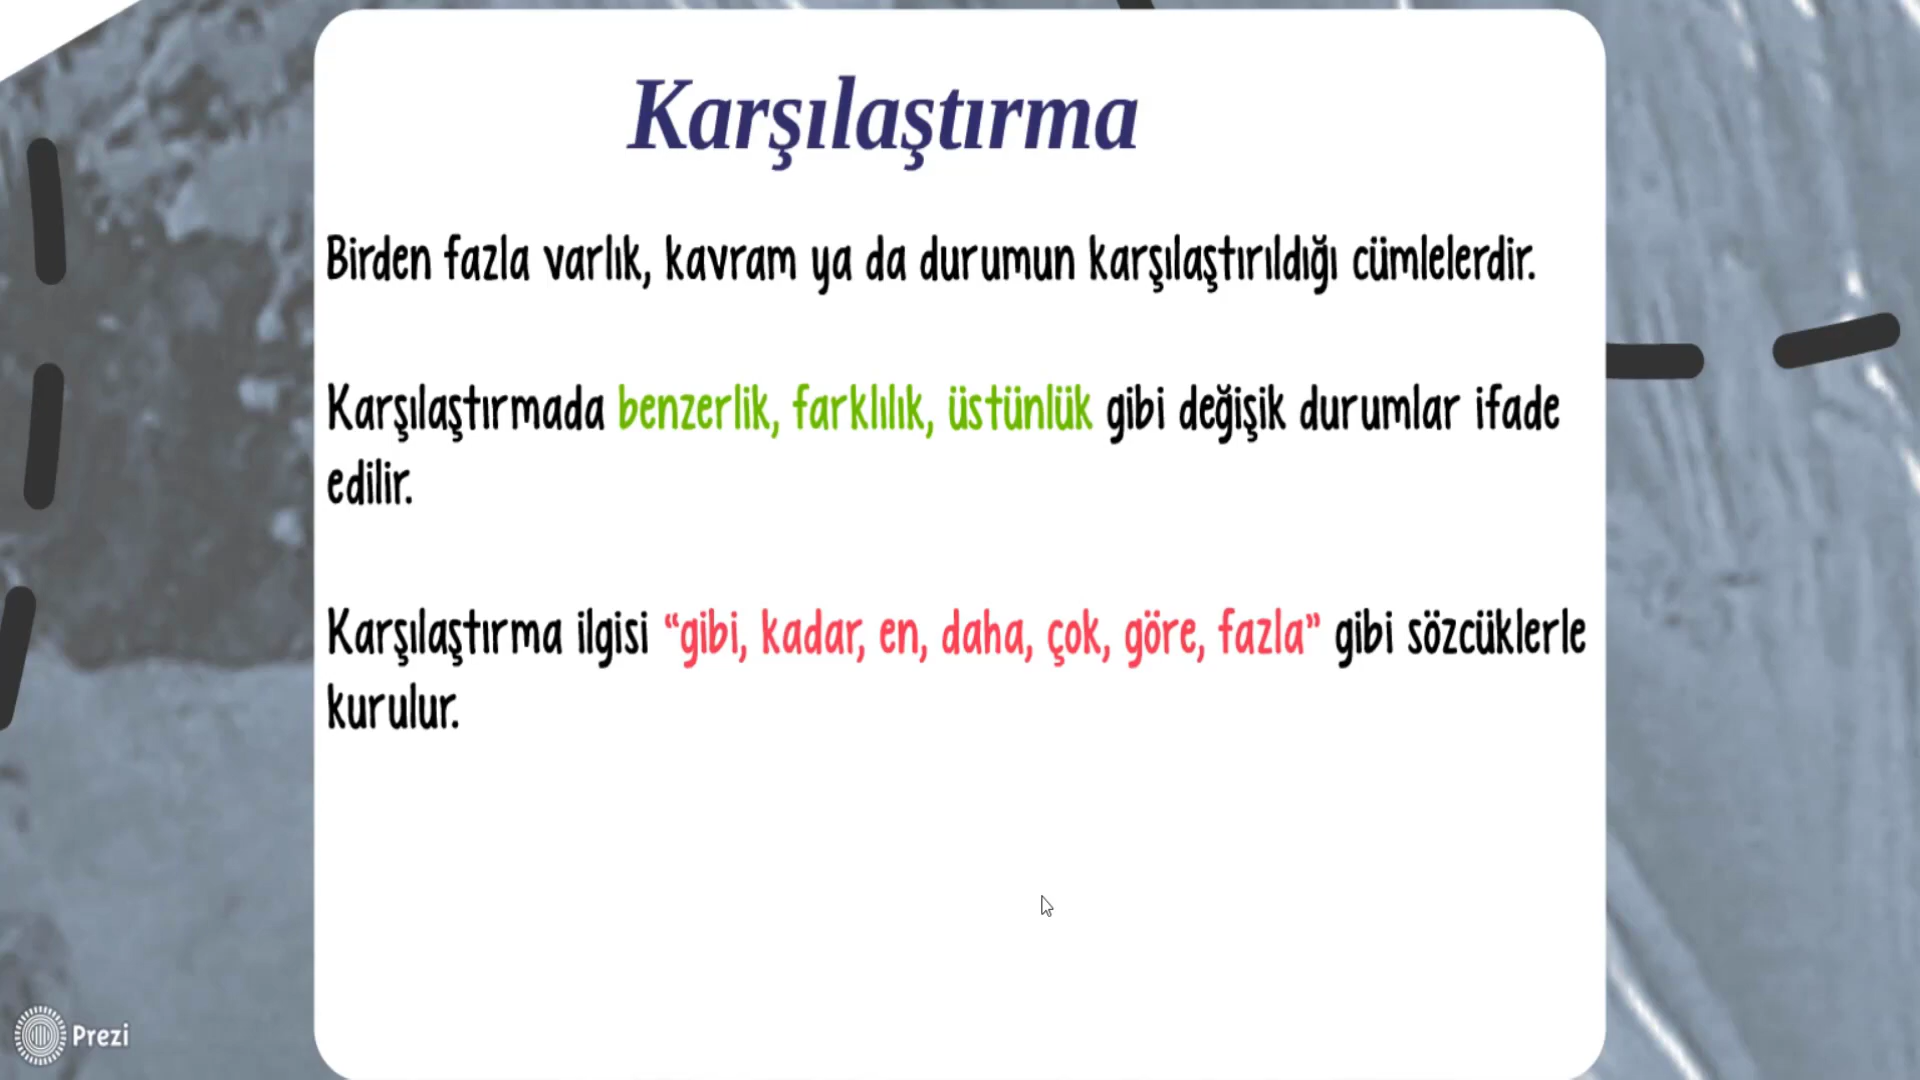 Karşılaştırma
Birden fazla varlık, kavram ya da durumun karşılaştırıldığı cümlelerdir.
Karşılaştırmada benzerlik, farklılık, üstünlük gibi değişik durumlar ifade
edilir.
Karşılaştırma ilgisi “gibi, kadar, en, daha, çok, göre, fazla” gibi sözcüklerle
kurulur.
Prezi